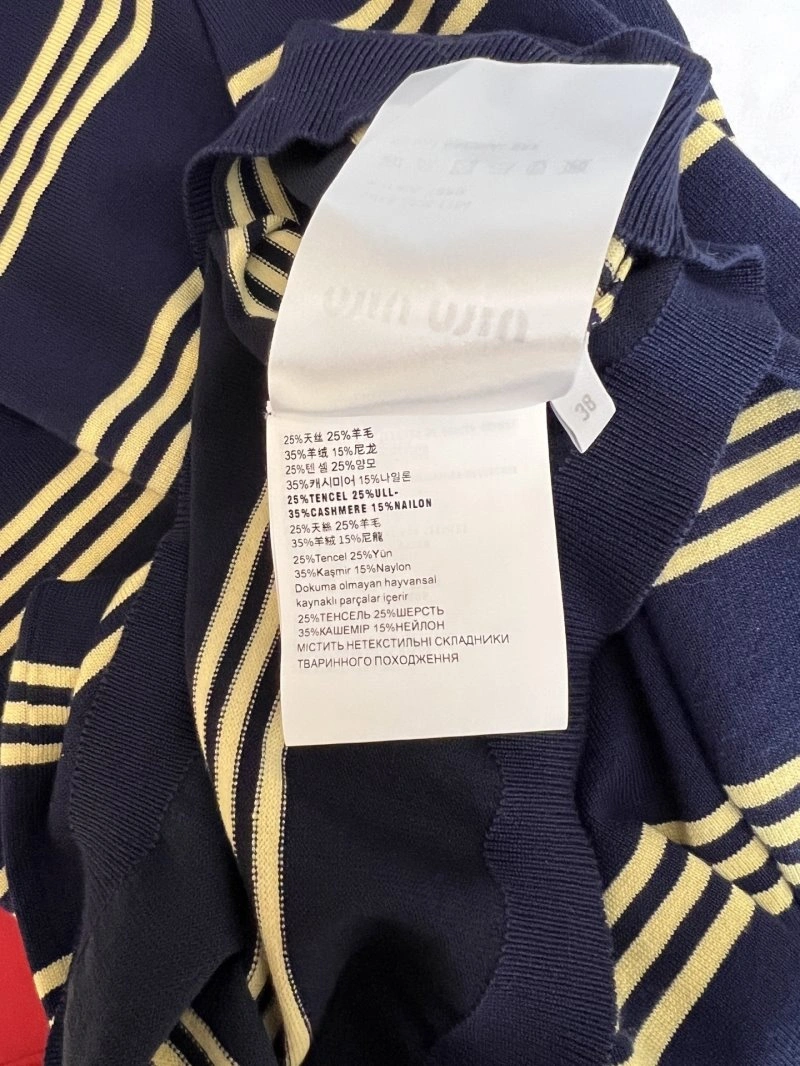 38
25%天丝 25%羊毛
35%羊绒 15%尼龙
25%텐 셀 25%양모
35%캐시미어 15%나일론
25%TENCEL 25%ULL-
35%CASHMERE 15%NAILON
25%天絲 25%羊毛
35%羊絨 15%尼龍
25%Tencel 25%Yün
35%Kaşmir 15%Naylon
Dokuma olmayan hayvansal
kaynaklı parçalar içerir
25%ТЕНСЕЛЬ 25%ШЕРСТЬ
35%КАШЕМІР 15%НЕЙЛОН
МІСТИТЬ НЕТЕКСТИЛЬНІ СКЛАДНИКИ
ТВАРИННОГО ПОХОДЖЕННЯ